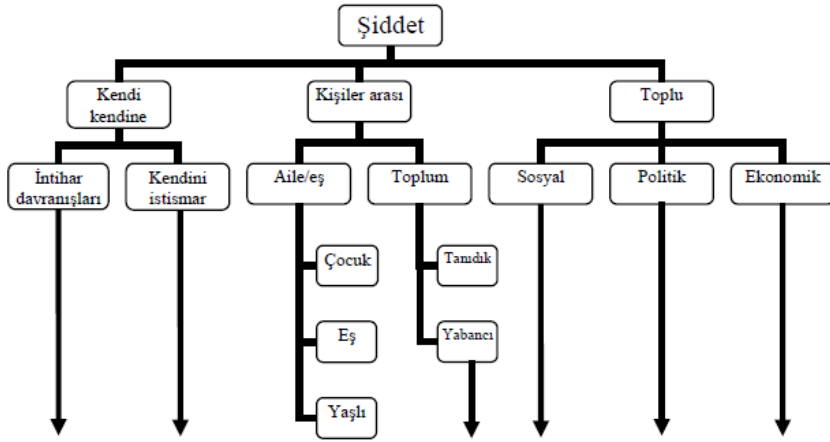 Şiddet
Kendi
kendine
Kişiler arası
Toplu
İntihar
davranışları
Kendini
istismar
Aile/eş
Toplum
Sosyal
Politik
Ekonomik
Çocuk
Tanıdık
Eş
Yabancı
Yaşlı